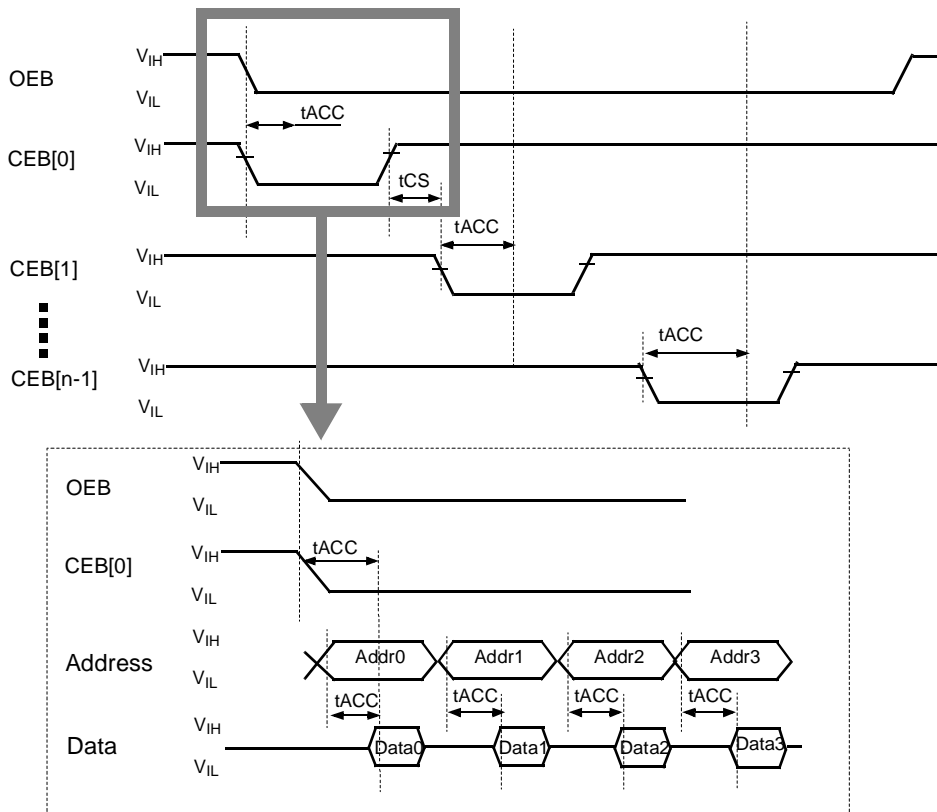 OEB
VIH
VIL
tACC
CEB[0]
VIH
VIL
tCS
tACC
CEB[1]
VIH
VIL
tACC
CEB[n-1]
VIH
VIL
OEB
VIH
VIL
CEB[0]
VIH
VIL
tACC
Address
VIH
VIL
Addr0
Addr1
Addr2
Addr3
tACC
tACC
tACC
tACC
Data
VIH
VIL
Data0
Data1
Data2
Data3